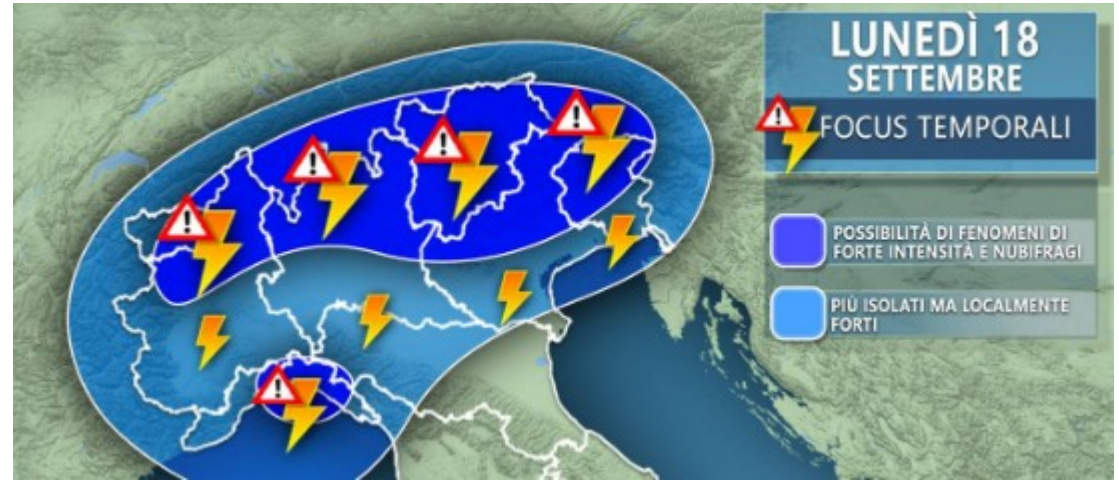 LUNEDÌ 18
SETTEMBRE
FOCUS TEMPORALI
POSSIBILITÀ DI FENOMENI DI
FORTE INTENSITÀ E NUBIFRAGI
PIÙ ISOLATI MA LOCALMENTE
FORTI